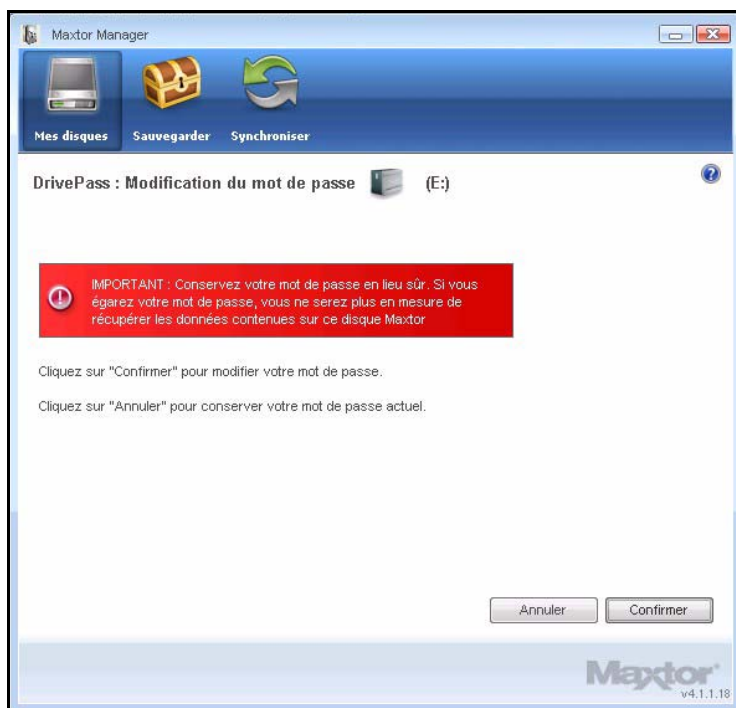 Maxtor Manager
Mes disques Sauvegarder Synchroniser
DrivePass : Modification du mot de passe (E:)
IMPORTANT : Conservez votre mot de passe en lieu sûr. Si vous
égarez votre mot de passe, vous ne serez plus en mesure de
récupérer les données contenues sur ce disque Maxtor
Cliquez sur "Confirmer" pour modifier votre mot de passe.
Cliquez sur "Annuler" pour conserver votre mot de passe actuel.
Annuler Confirmer
Maxtor
v4.1.1.18